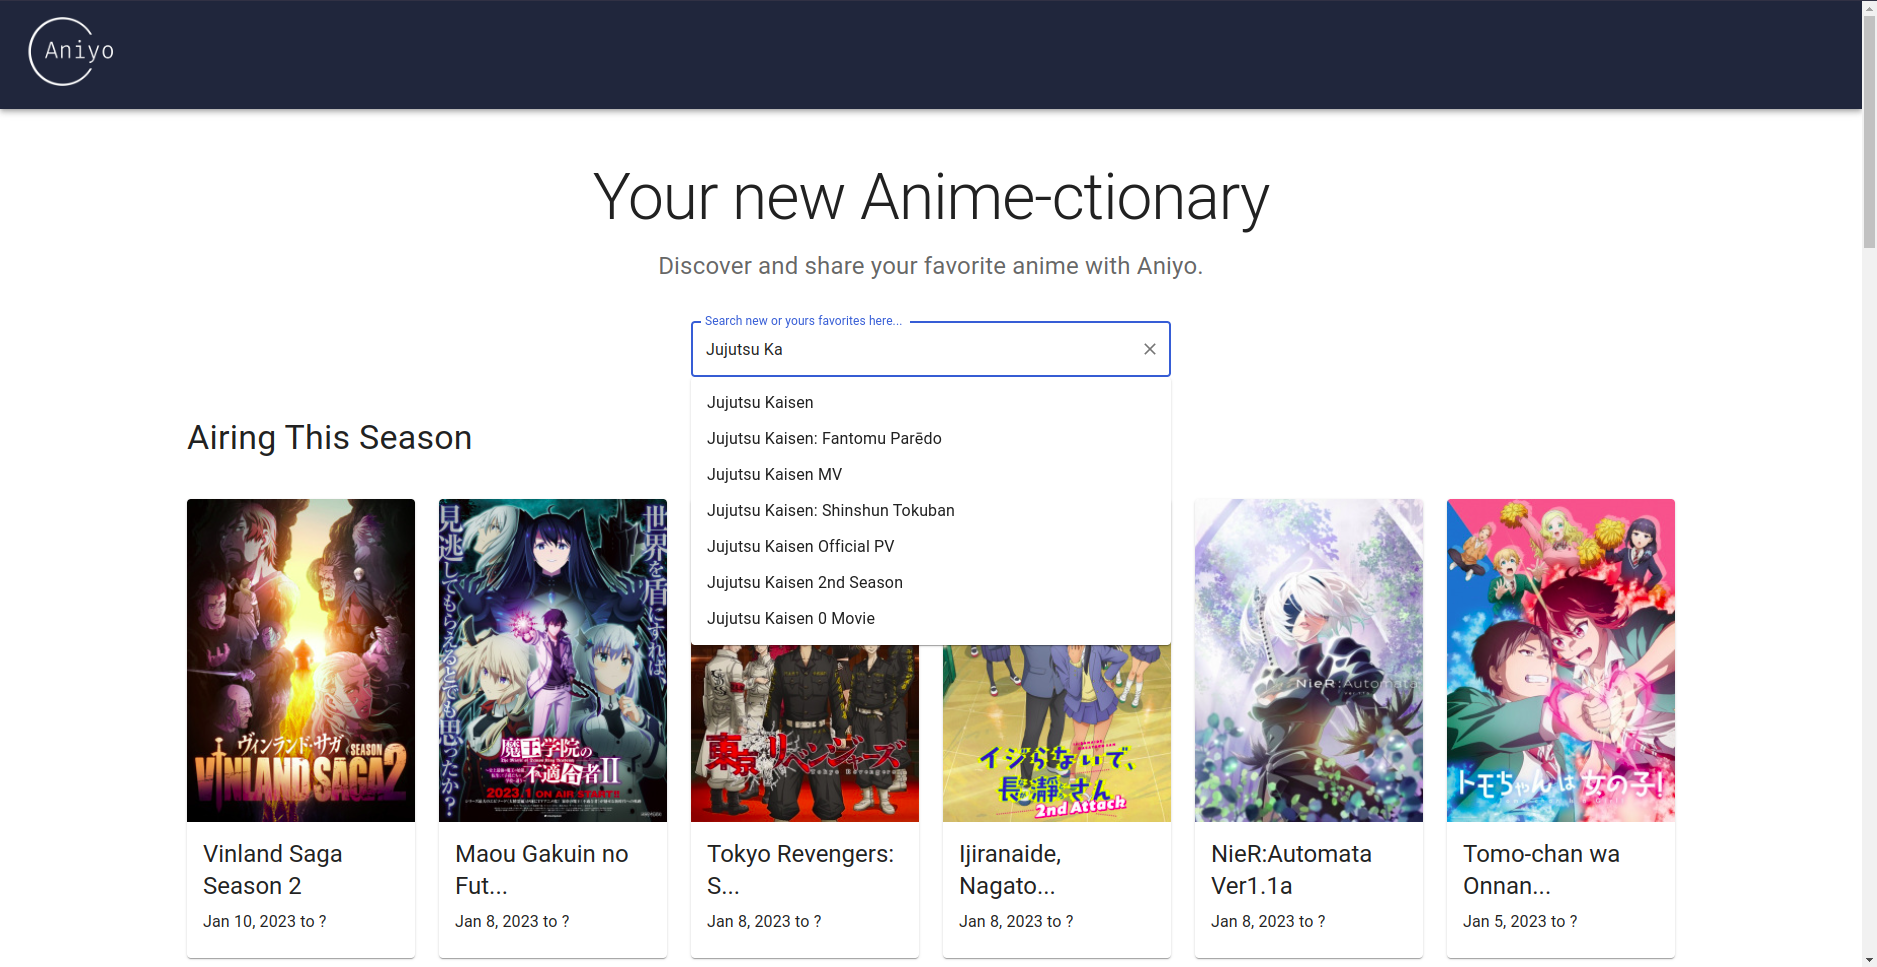 Aniyo
Your new Anime-ctionary
Discover and share your favorite anime with Aniyo.
Search new or yours favorites here...
Jujutsu Ka
Jujutsu Kaisen
Jujutsu Kaisen: Fantomu Parēdo
Jujutsu Kaisen MV
Jujutsu Kaisen: Shinshun Tokuban
Jujutsu Kaisen Official PV
Jujutsu Kaisen 2nd Season
Jujutsu Kaisen 0 Movie
Airing This Season
ヴィンランド・サガ
SEASON
VINLAND SAGA 2
世界を盾にすれば
見逃してもらえるとでも思ったか?
魔王学院の
不適合者II
2023.1 ON AIR START!!
東京リベンジャーズ
Tokyo Revengers
イジらないで、
長瀞さん
2nd Attack
NieR:Automata
トモちゃんは女の子!
Vinland Saga
Season 2
Jan 10, 2023 to ?
Maou Gakuin no
Fut...
Jan 8, 2023 to ?
Tokyo Revengers:
S...
Jan 8, 2023 to ?
Ijiranaide,
Nagato...
Jan 8, 2023 to ?
NieR:Automata
Ver1.1a
Jan 8, 2023 to ?
Tomo-chan wa
Onnan...
Jan 5, 2023 to ?